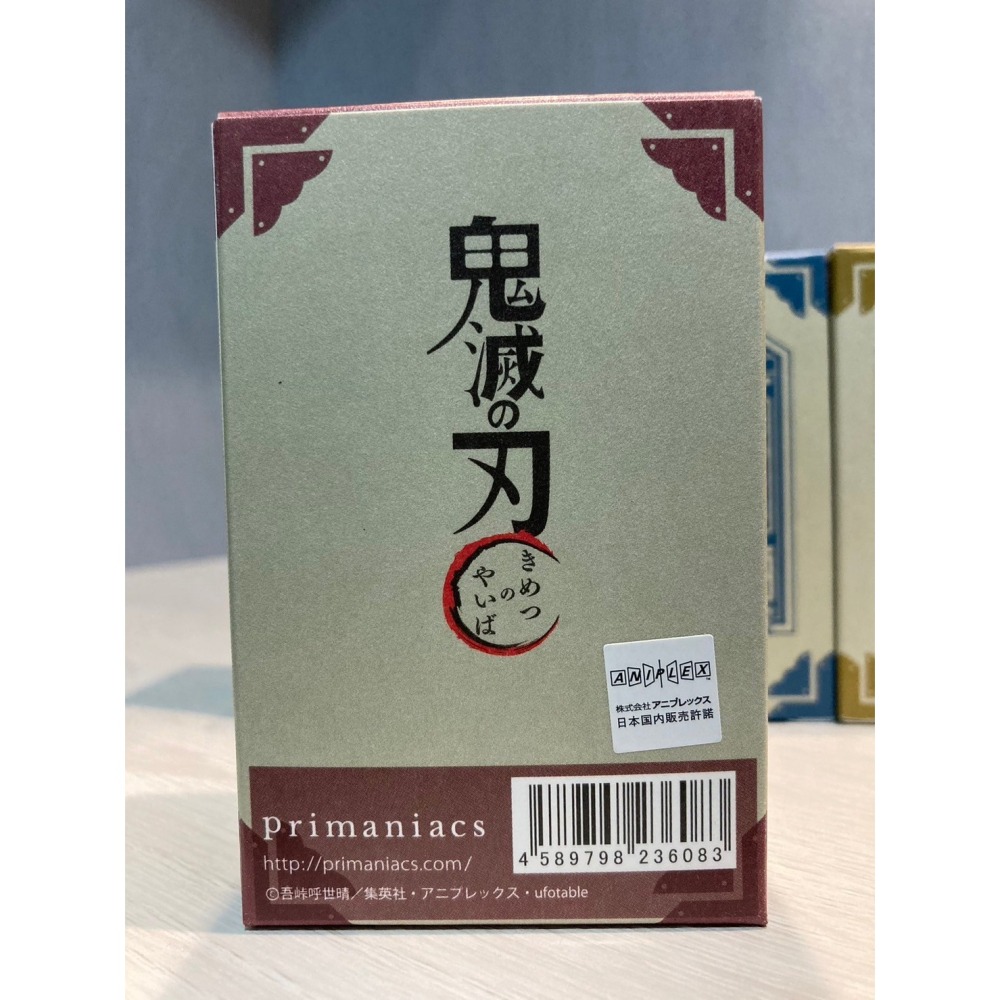 鬼滅の刃
きめつ
の
やいば
ANIPLEX™
株式会社アニプレックス
日本国内販売許諾
primaniacs
http://primaniacs.com/
©吾峠呼世晴／集英社・アニプレックス・ufotable
4 589798 236083